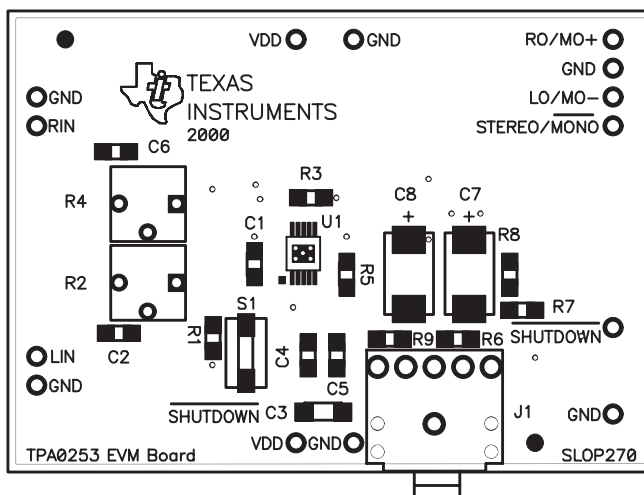 VDD
GND
RO/MO+
GND
LO/MO-
STEREO/MONO
GND
RIN
TEXAS
INSTRUMENTS
2000
C6
R4
R3
C8
C7
+
+
C1
U1
R8
R2
R5
S1
R7
R1
C4
R9
R6
SHUTDOWN
LIN
C2
C5
GND
SHUTDOWN
C3
J1
GND
VDD
GND
TPA0253 EVM Board
SLOP270